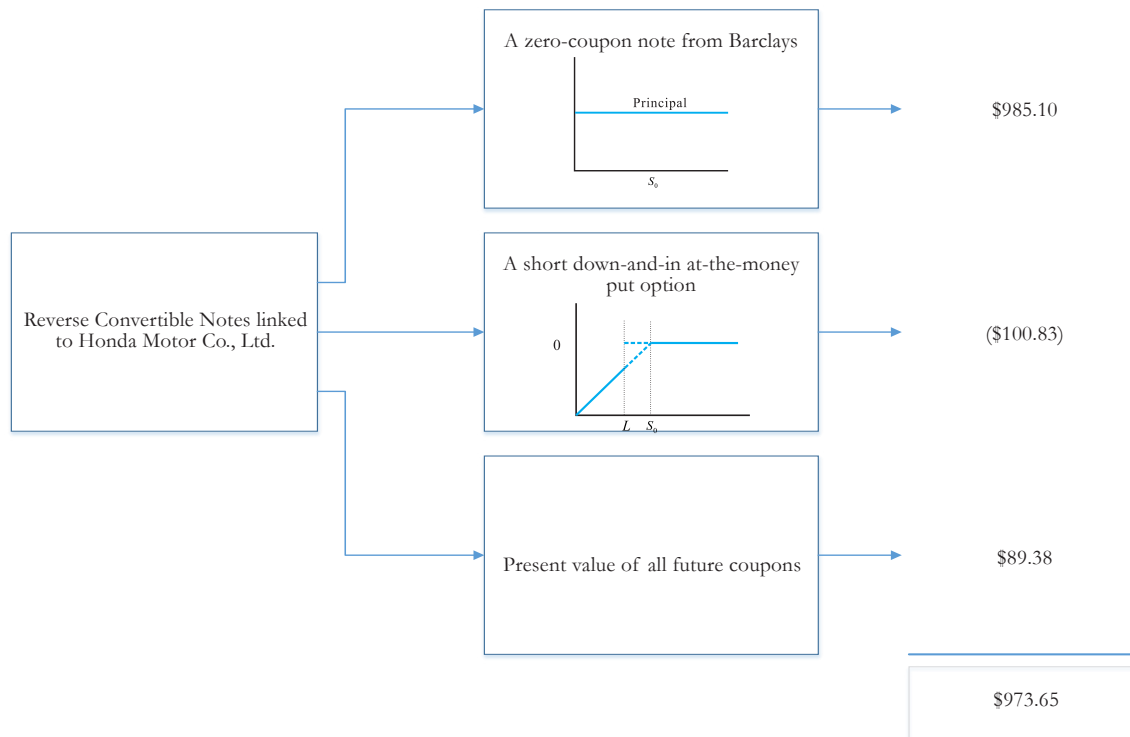 A zero-coupon note from Barclays
Principal
S₀
$985.10
Reverse Convertible Notes linked
to Honda Motor Co., Ltd.
A short down-and-in at-the-money
put option
0
L S₀
($100.83)
Present value of all future coupons
$89.38
$973.65